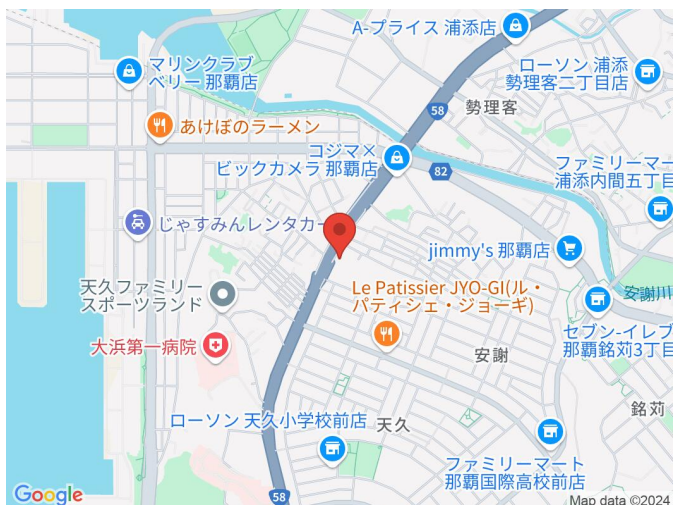 A-プライス 浦添店
マリンクラブ
ベリー 那覇店
ローソン 浦添
勢理客二丁目店
58
勢理客
あけぼのラーメン
コジマ×
ビックカメラ 那覇店
82
ファミリーマート
浦添内間五丁目
じゃすみんレンタカー
jimmy's 那覇店
天久ファミリー
スポーツランド
Le Patissier JYO-GI(ル・
パティシェ・ジョーギ)
安謝川
大浜第一病院
安謝
セブン-イレブ
那覇銘苅3丁目
銘苅
ローソン 天久小学校前店
天久
ファミリーマート
那覇国際高校前店
58
Google
Map data ©2024